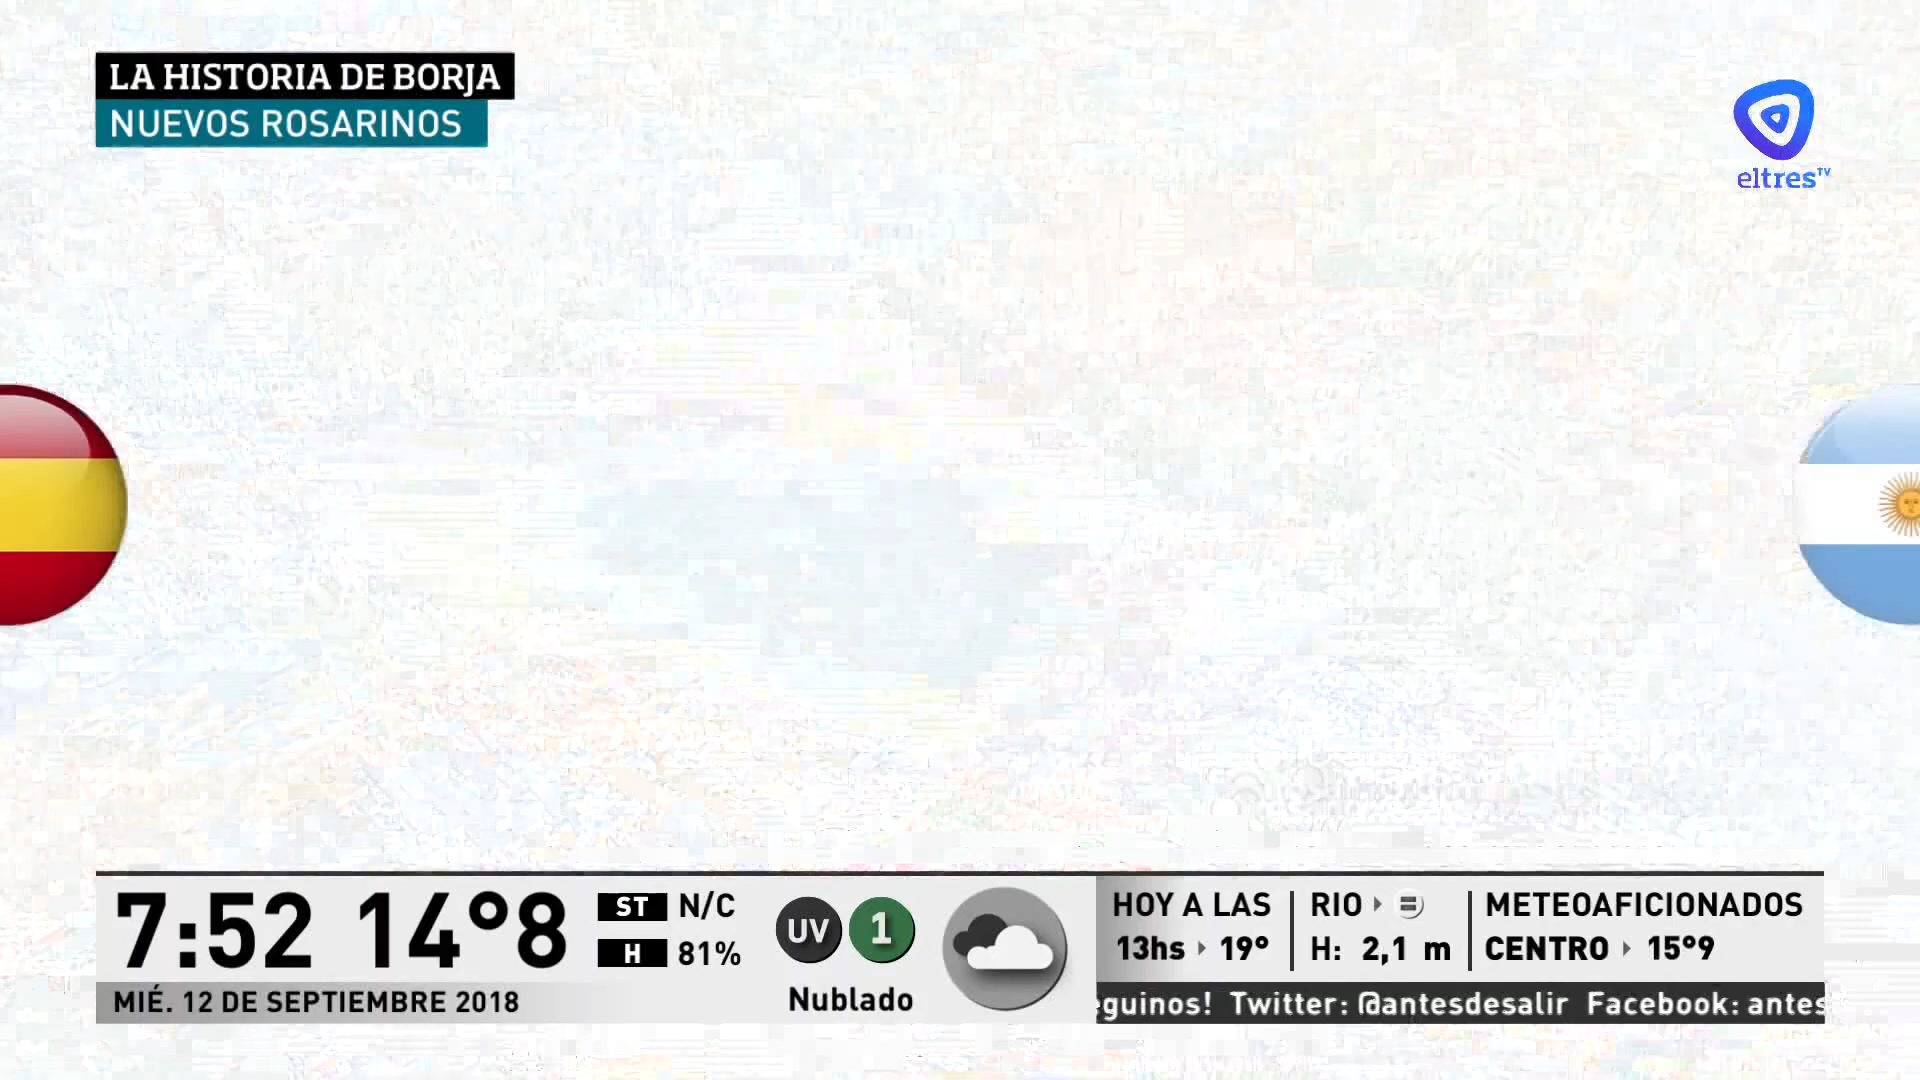 LA HISTORIA DE BORJA
NUEVOS ROSARINOS
eltres TV
7:52 14°8
ST N/C
H 81%
UV 1
Nublado
HOY A LAS
13hs 19°
RIO =
H: 2,1 m
METEOAFICIONADOS
CENTRO 15°9
MIÉ. 12 DE SEPTIEMBRE 2018
eguinos! Twitter: @antesdesalir Facebook: antes